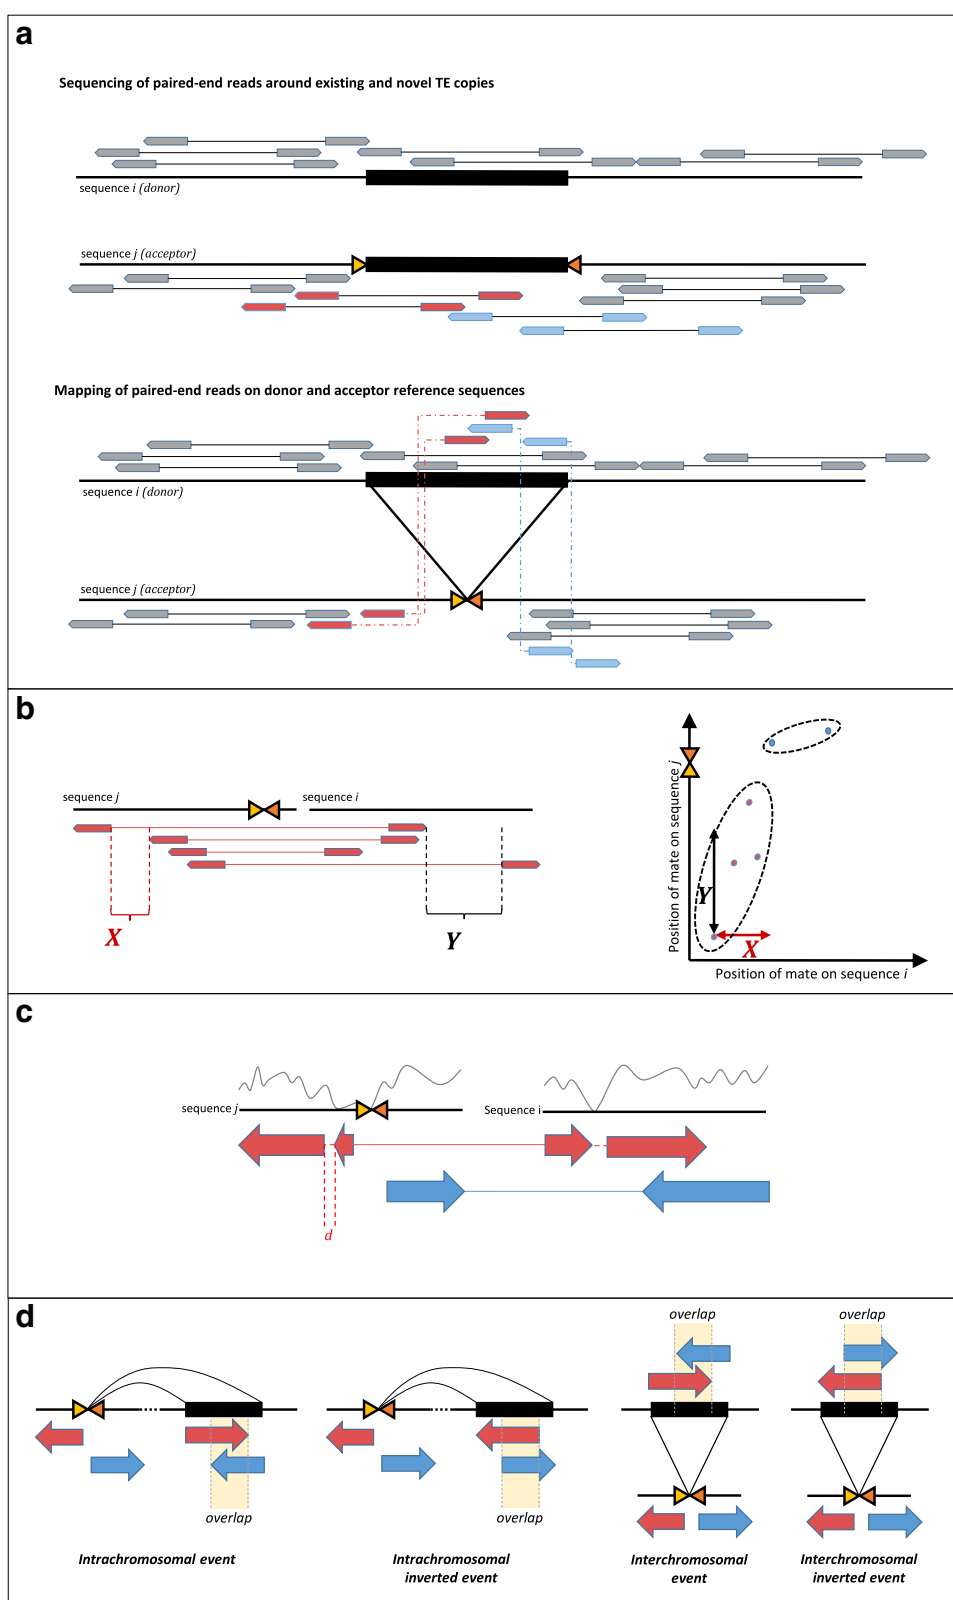 a
Sequencing of paired-end reads around existing and novel TE copies
sequence i (donor)
sequence j (acceptor)
Mapping of paired-end reads on donor and acceptor reference sequences
sequence i (donor)
sequence j (acceptor)
b
sequence j
sequence i
X
Y
Position of mate on sequence j
Y
X
Position of mate on sequence i
c
sequence j
Sequence i
d
d
overlap
overlap
overlap
overlap
Intrachromosomal event
Intrachromosomal
inverted event
Interchromosomal
event
Interchromosomal
inverted event